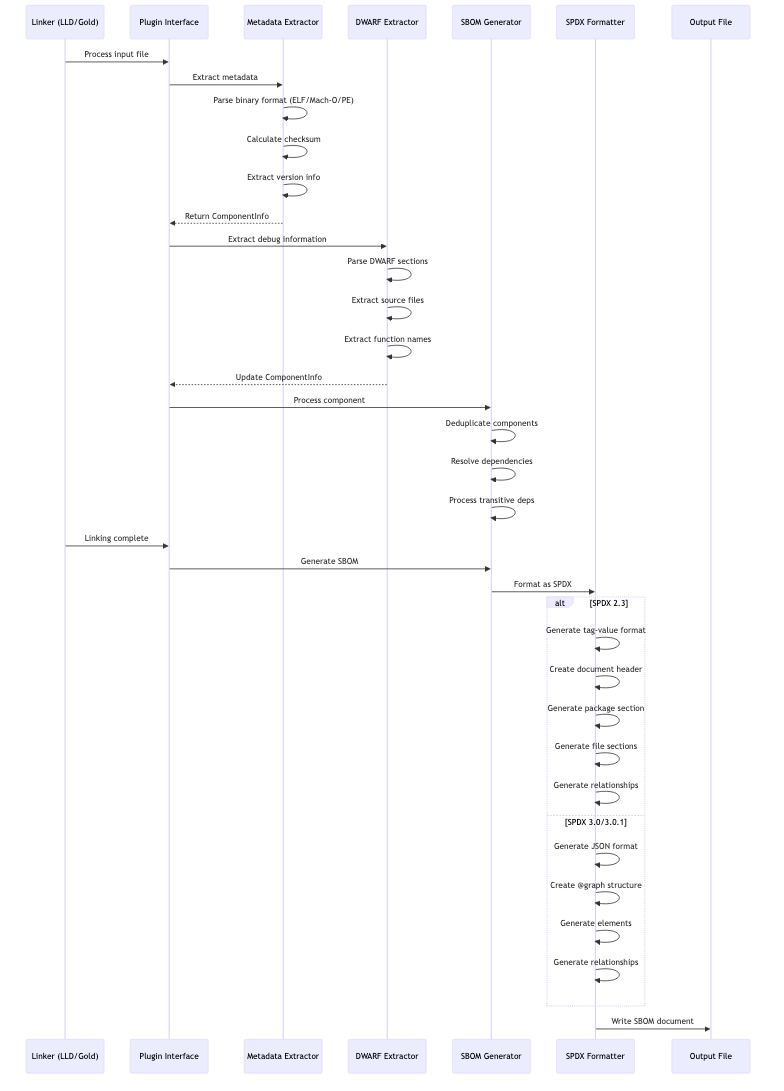 Linker (LLD/Gold)
Plugin Interface
Metadata Extractor
DWARF Extractor
SBOM Generator
SPDX Formatter
Output File
Process input file
Extract metadata
Parse binary format (ELF/Mach-O/PE)
Calculate checksum
Extract version info
Return ComponentInfo
Extract debug information
Parse DWARF sections
Extract source files
Extract function names
Update ComponentInfo
Process component
Deduplicate components
Resolve dependencies
Process transitive deps
Linking complete
Generate SBOM
Format as SPDX
alt
[SPDX 2.3]
Generate tag-value format
Create document header
Generate package section
Generate file sections
Generate relationships
[SPDX 3.0/3.0.1]
Generate JSON format
Create @graph structure
Generate elements
Generate relationships
Write SBOM document
Linker (LLD/Gold)
Plugin Interface
Metadata Extractor
DWARF Extractor
SBOM Generator
SPDX Formatter
Output File